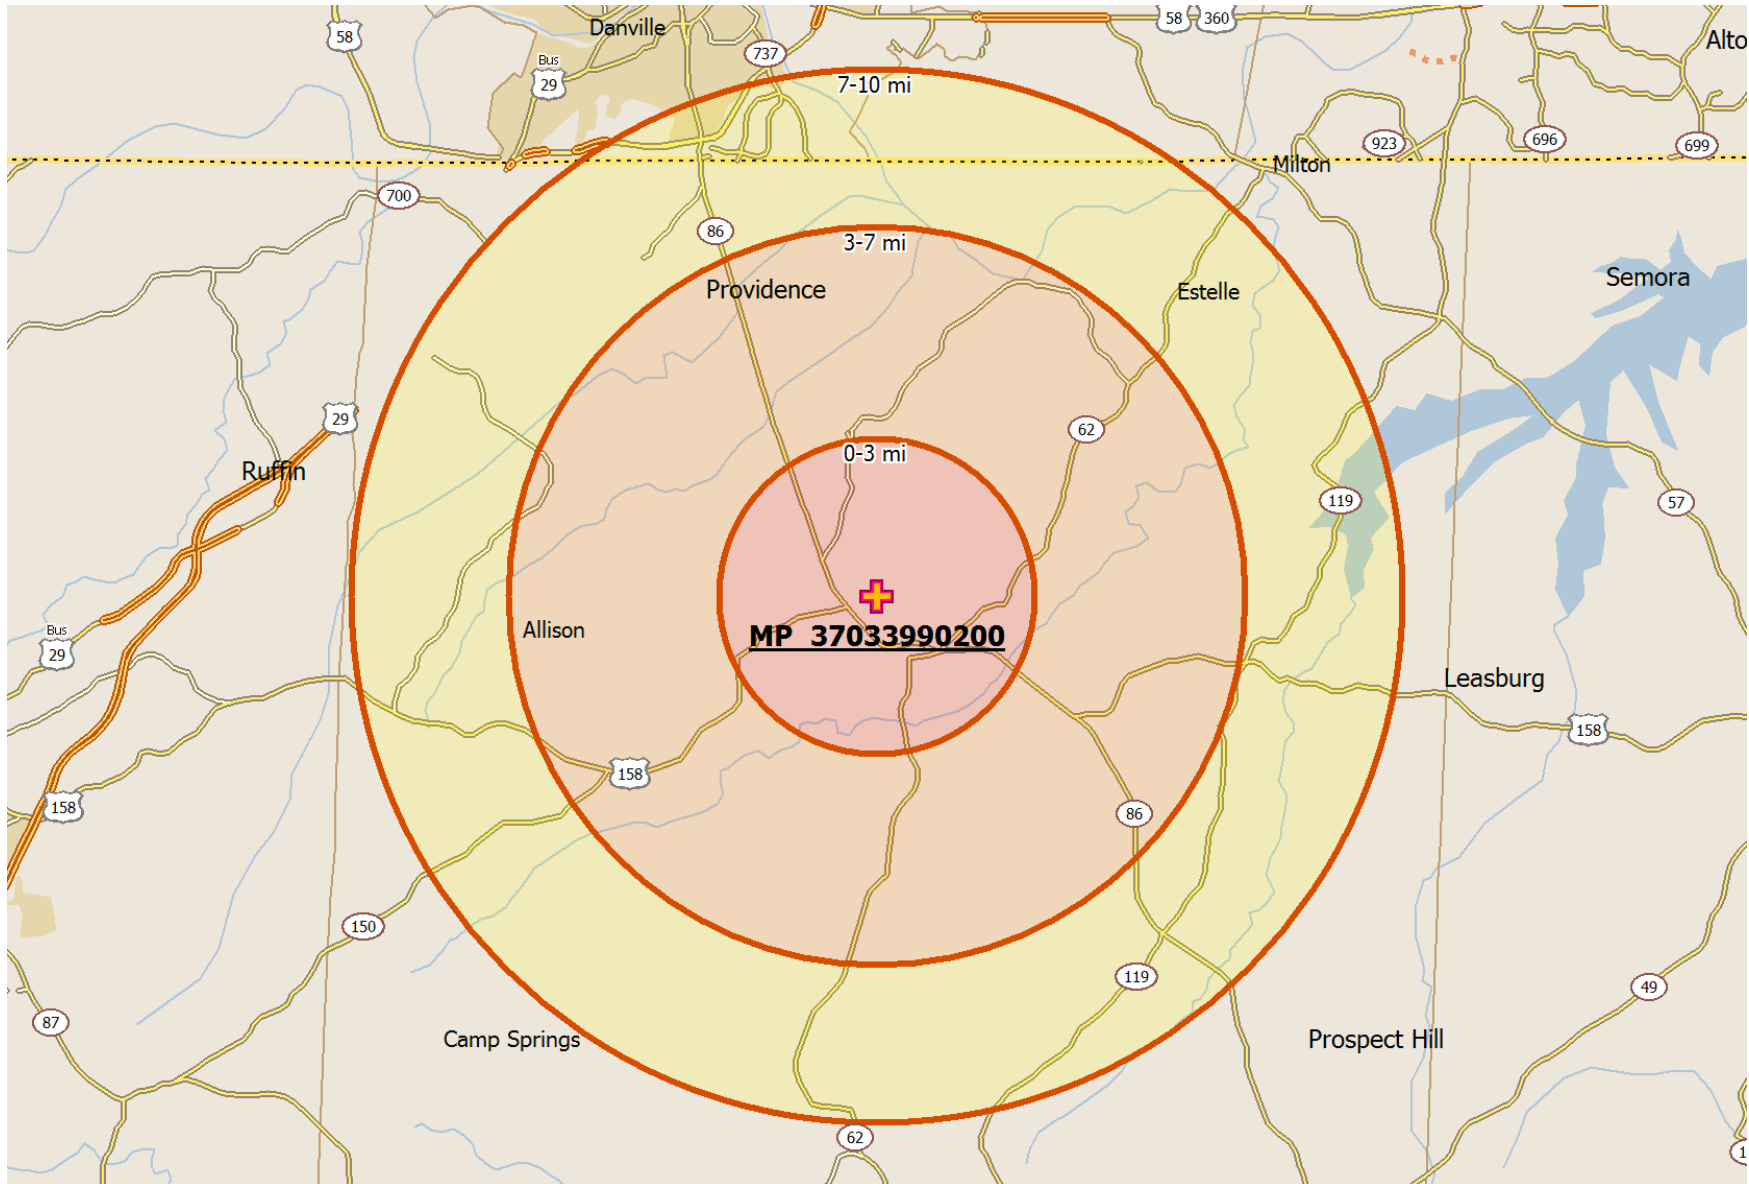 58
Danville
737
58
360
Alto
Bus
29
7-10 mi
923
696
699
Milton
700
86
3-7 mi
Providence
Estelle
Semora
29
62
0-3 mi
Ruffin
119
57
Allison
MP 37033990200
Bus
29
Leasburg
158
158
158
86
150
119
49
87
Camp Springs
Prospect Hill
62
1